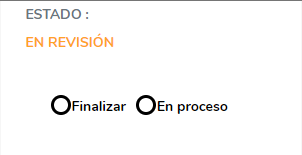 ESTADO :
EN REVISIÓN
Finalizar En proceso